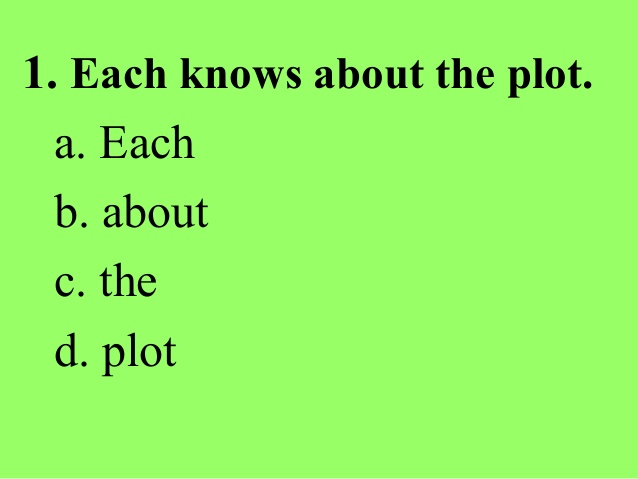 1. Each knows about the plot.
a. Each
b. about
c. the
d. plot